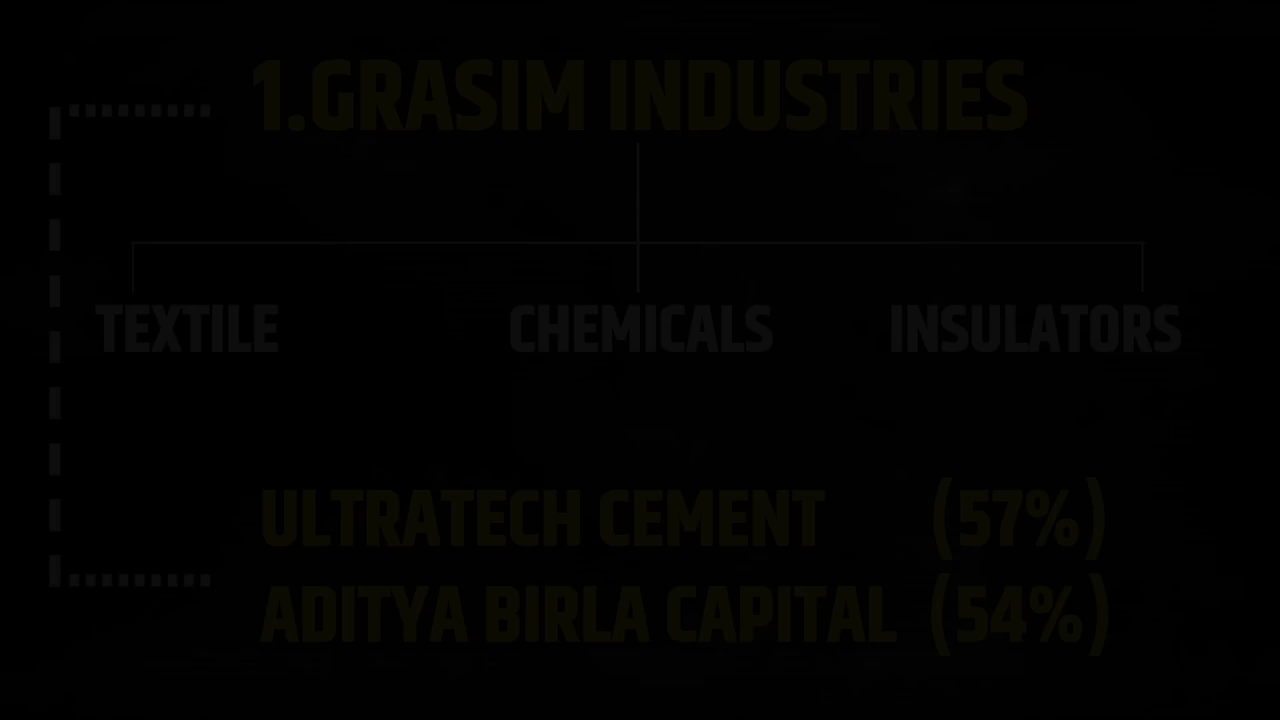 1.GRASIM INDUSTRIES
TEXTILE CHEMICALS INSULATORS
ULTRATECH CEMENT (57%)
ADITYA BIRLA CAPITAL (54%)